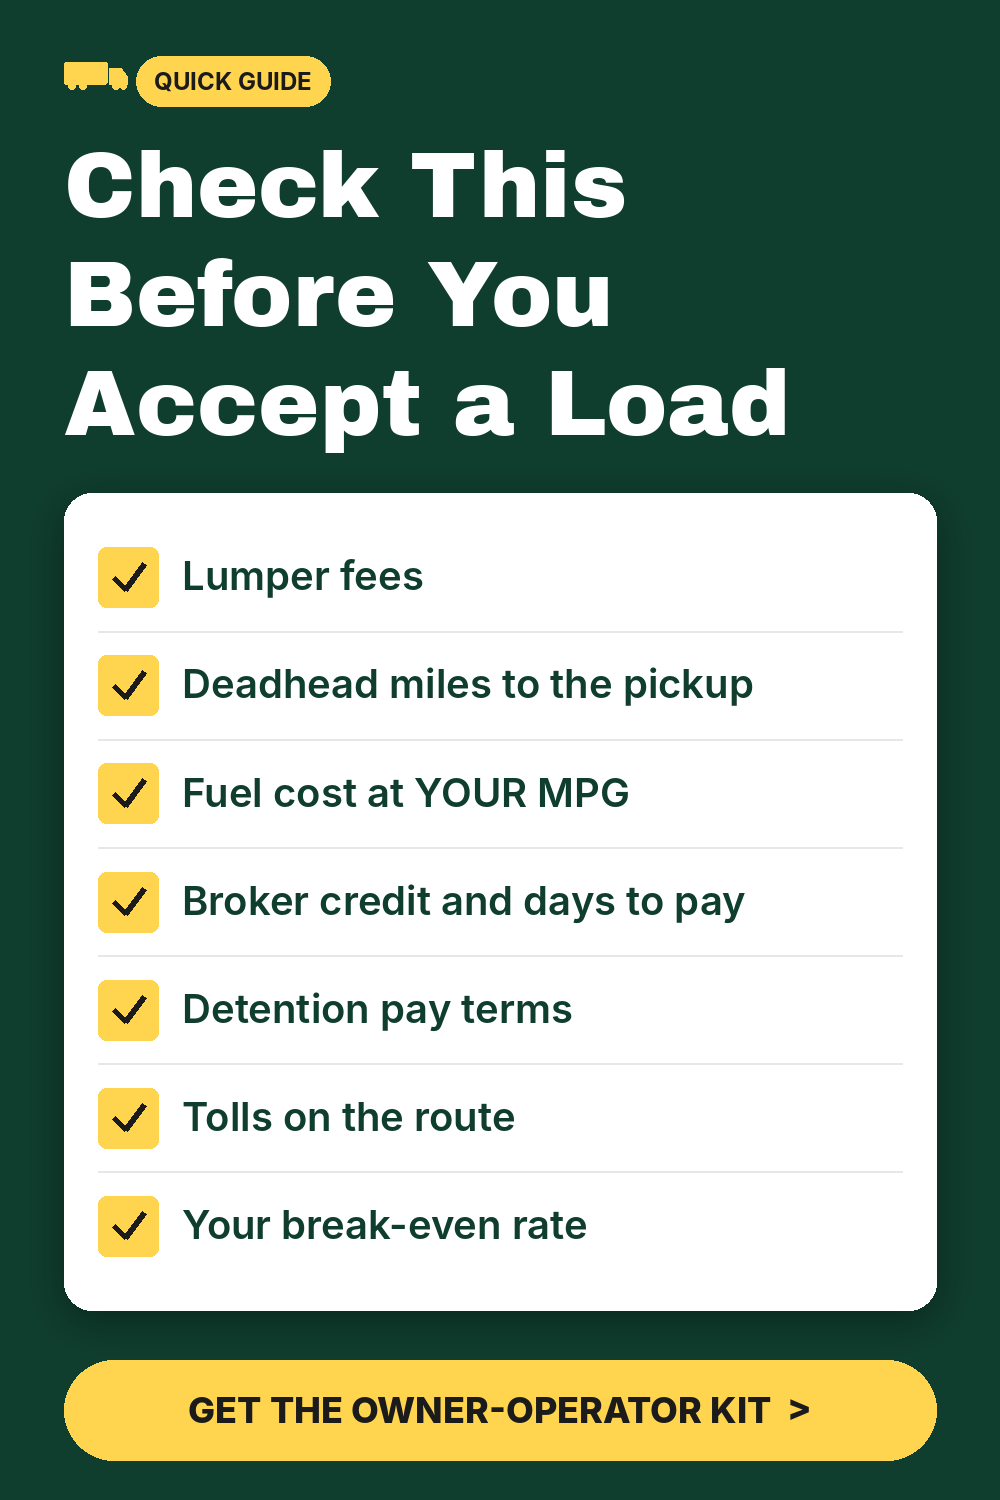 QUICK GUIDE
Check This
Before You
Accept a Load
Lumper fees
Deadhead miles to the pickup
Fuel cost at YOUR MPG
Broker credit and days to pay
Detention pay terms
Tolls on the route
Your break-even rate
GET THE OWNER-OPERATOR KIT >